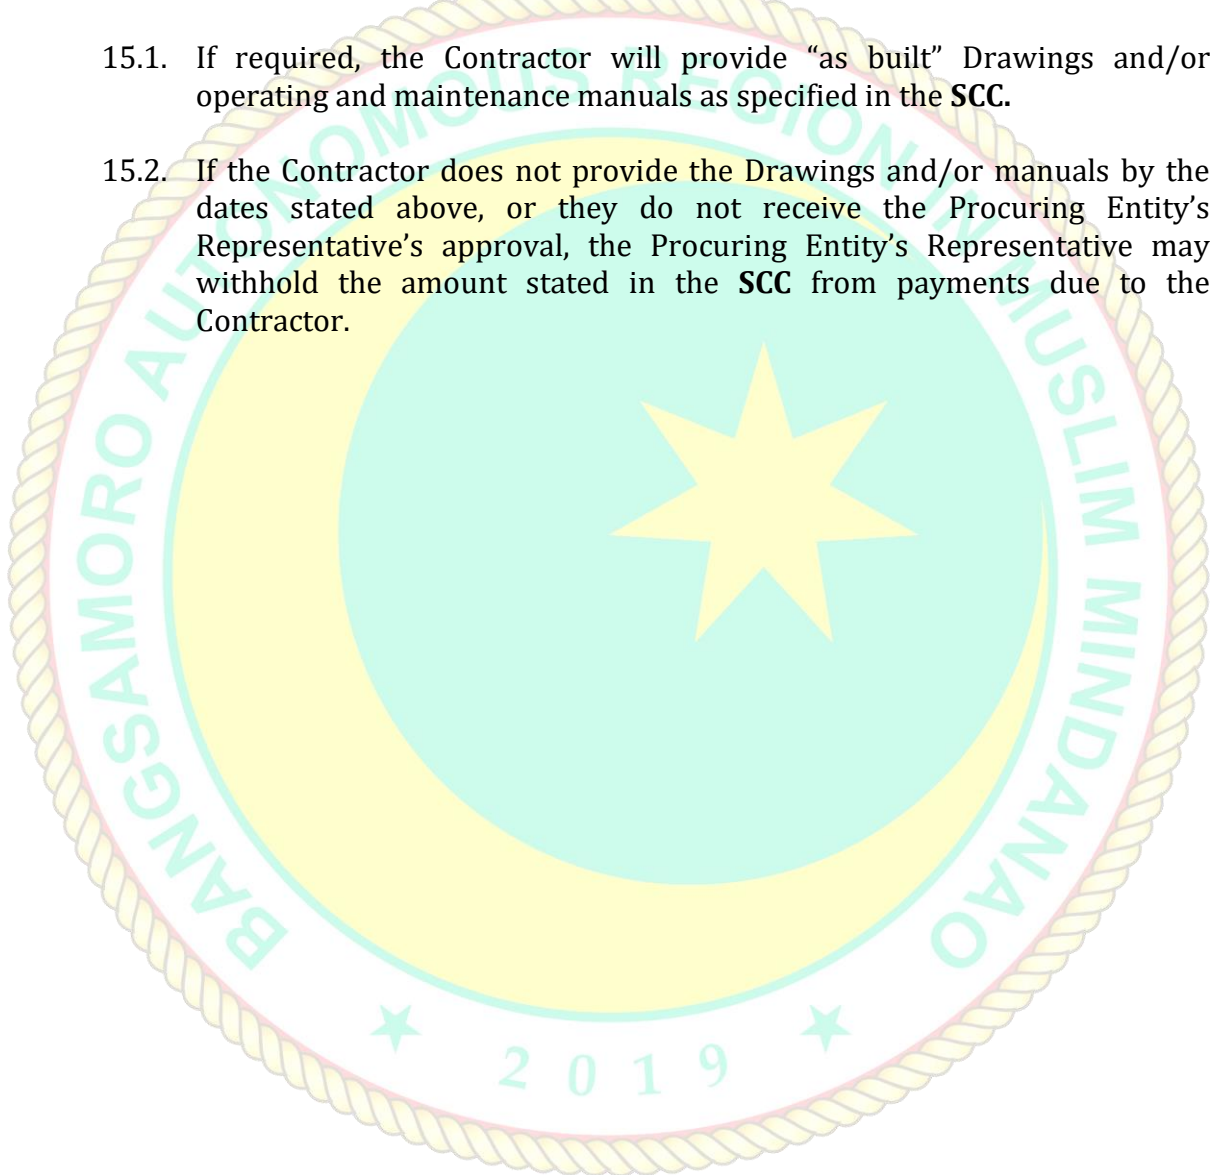 15.1. If required, the Contractor will provide “as built” Drawings and/or
operating and maintenance manuals as specified in the SCC.
15.2. If the Contractor does not provide the Drawings and/or manuals by the
dates stated above, or they do not receive the Procuring Entity’s
Representative’s approval, the Procuring Entity’s Representative may
withhold the amount stated in the SCC from payments due to the
Contractor.
BANGSAMORO AUTONOMOUS REGION IN MUSLIM MINDANAO
2019